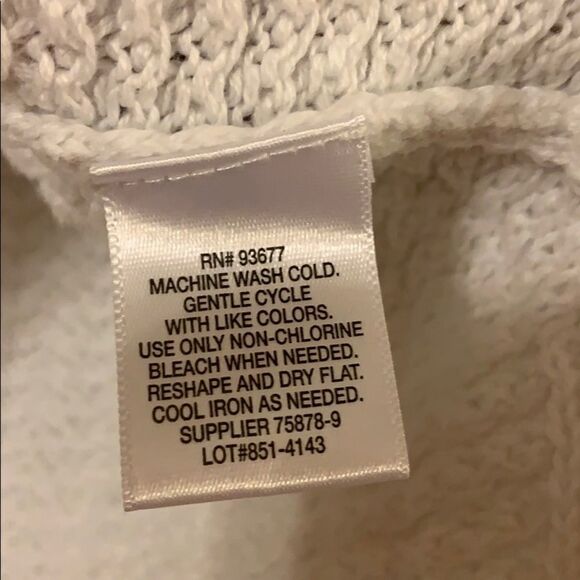 RN# 93677
MACHINE WASH COLD.
GENTLE CYCLE
WITH LIKE COLORS.
USE ONLY NON-CHLORINE
BLEACH WHEN NEEDED.
RESHAPE AND DRY FLAT.
COOL IRON AS NEEDED.
SUPPLIER 75878-9
LOT#851-4143